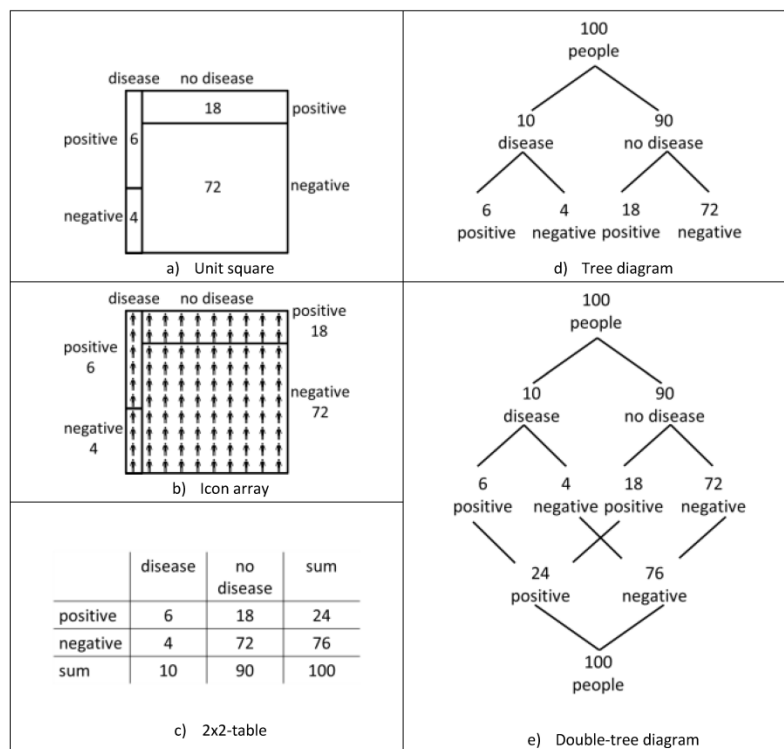 disease no disease
18 positive
positive 6
72 negative
negative 4
a) Unit square
disease no disease
positive
18
positive
6
negative
72
negative
4
b) Icon array
disease no sum
disease
positive 6 18 24
negative 4 72 76
sum 10 90 100
c) 2x2-table
100
people
10 90
disease no disease
6 4 18 72
positive negative positive negative
d) Tree diagram
100
people
10 90
disease no disease
6 4 18 72
positive negative positive negative
24 76
positive negative
100
people
e) Double-tree diagram